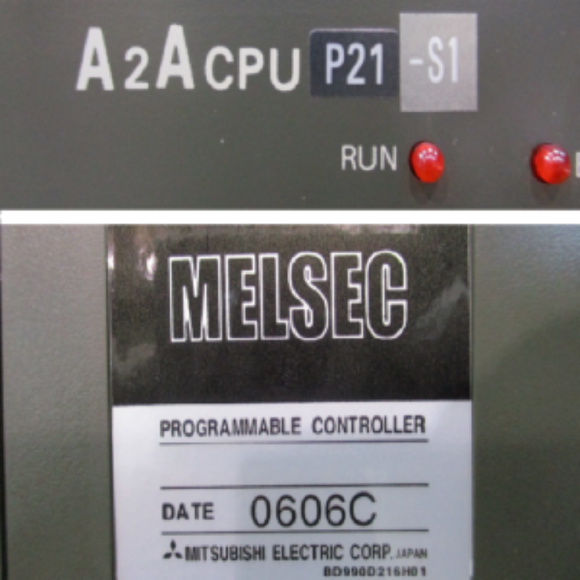 A2ACPU P21 -S1
RUN
MELSEC
PROGRAMMABLE CONTROLLER
DATE 0606C
MITSUBISHI ELECTRIC CORP. JAPAN
BD990D216H01